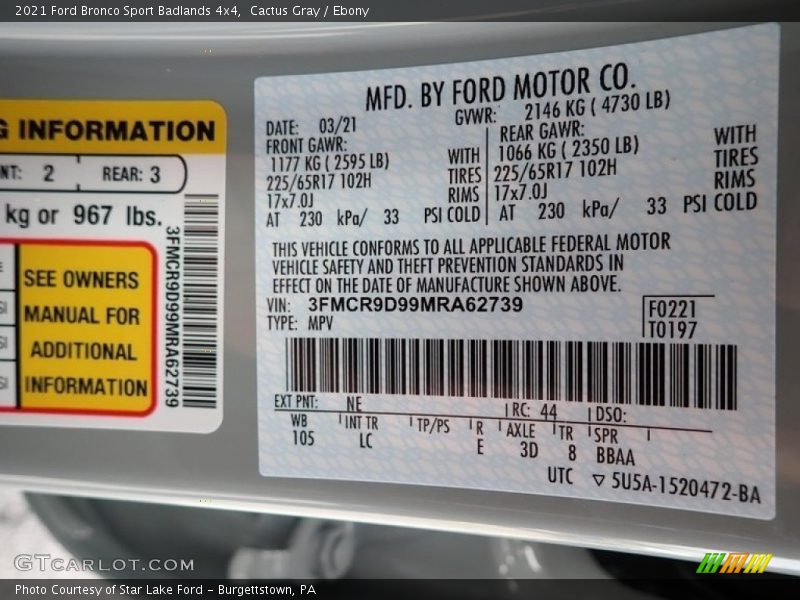 2021 Ford Bronco Sport Badlands 4x4, Cactus Gray / Ebony
G INFORMATION
NT: 2 REAR: 3
kg or 967 lbs.
SEE OWNERS
MANUAL FOR
ADDITIONAL
INFORMATION
3FMCR9D99MRA62739
MFD. BY FORD MOTOR CO.
DATE: 03/21 GVWR: 2146 KG ( 4730 LB)
FRONT GAWR:
1177 KG ( 2595 LB) WITH
225/65R17 102H TIRES
17x7.0J RIMS
AT 230 kPa/ 33 PSI COLD
REAR GAWR: WITH
1066 KG ( 2350 LB) TIRES
225/65R17 102H RIMS
17x7.0J
AT 230 kPa/ 33 PSI COLD
THIS VEHICLE CONFORMS TO ALL APPLICABLE FEDERAL MOTOR
VEHICLE SAFETY AND THEFT PREVENTION STANDARDS IN
EFFECT ON THE DATE OF MANUFACTURE SHOWN ABOVE.
VIN: 3FMCR9D99MRA62739
TYPE: MPV
F0221
T0197
EXT PNT: NE RC: 44 DSO:
WB INT TR TP/PS R AXLE TR SPR
105 LC E 3D 8 BBAA
UTC ▽ 5U5A-1520472-BA
GTCARLOT.COM
Photo Courtesy of Star Lake Ford - Burgettstown, PA